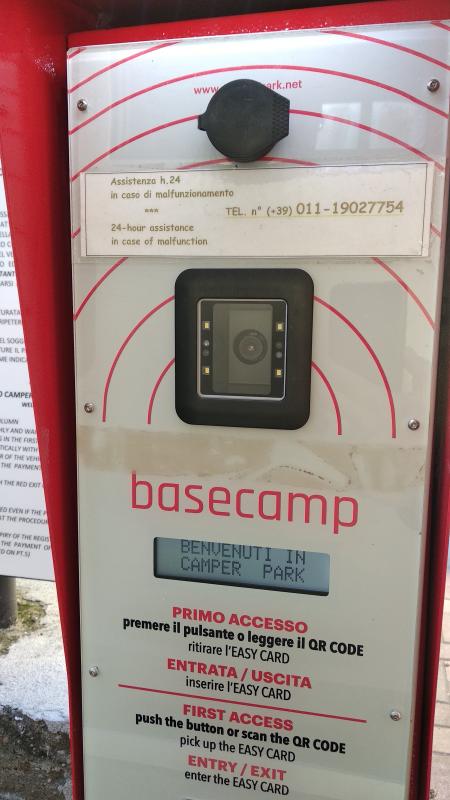 www. park.net
Assistenza h.24
in caso di malfunzionamento
***
TEL. n° (+39) 011-19027754
24-hour assistance
in case of malfunction
basecamp
BENVENUTI IN
CAMPER PARK
PRIMO ACCESSO
premere il pulsante o leggere il QR CODE
ritirare l'EASY CARD
ENTRATA / USCITA
inserire l'EASY CARD
FIRST ACCESS
push the button or scan the QR CODE
pick up the EASY CARD
ENTRY / EXIT
enter the EASY CARD